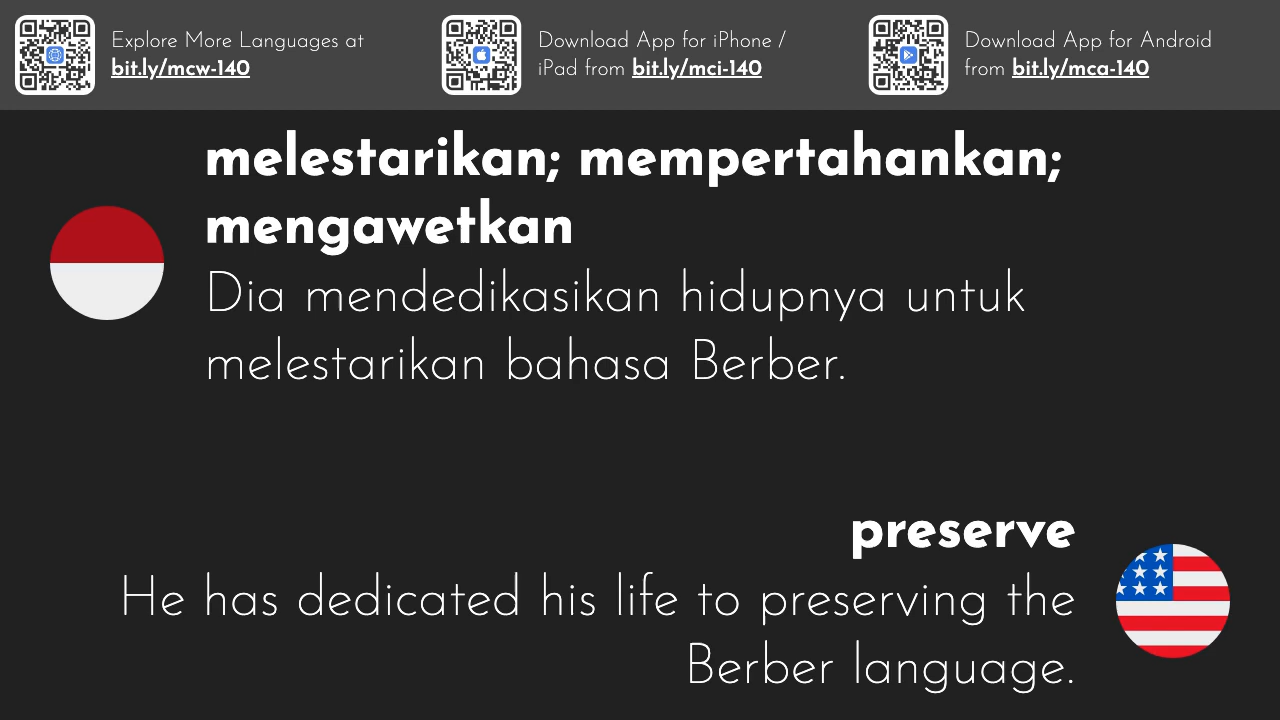 Explore More Languages at
bit.ly/mcw-140
Download App for iPhone /
iPad from bit.ly/mci-140
Download App for Android
from bit.ly/mca-140
melestarikan; mempertahankan;
mengawetkan
Dia mendedikasikan hidupnya untuk
melestarikan bahasa Berber.
preserve
He has dedicated his life to preserving the
Berber language.